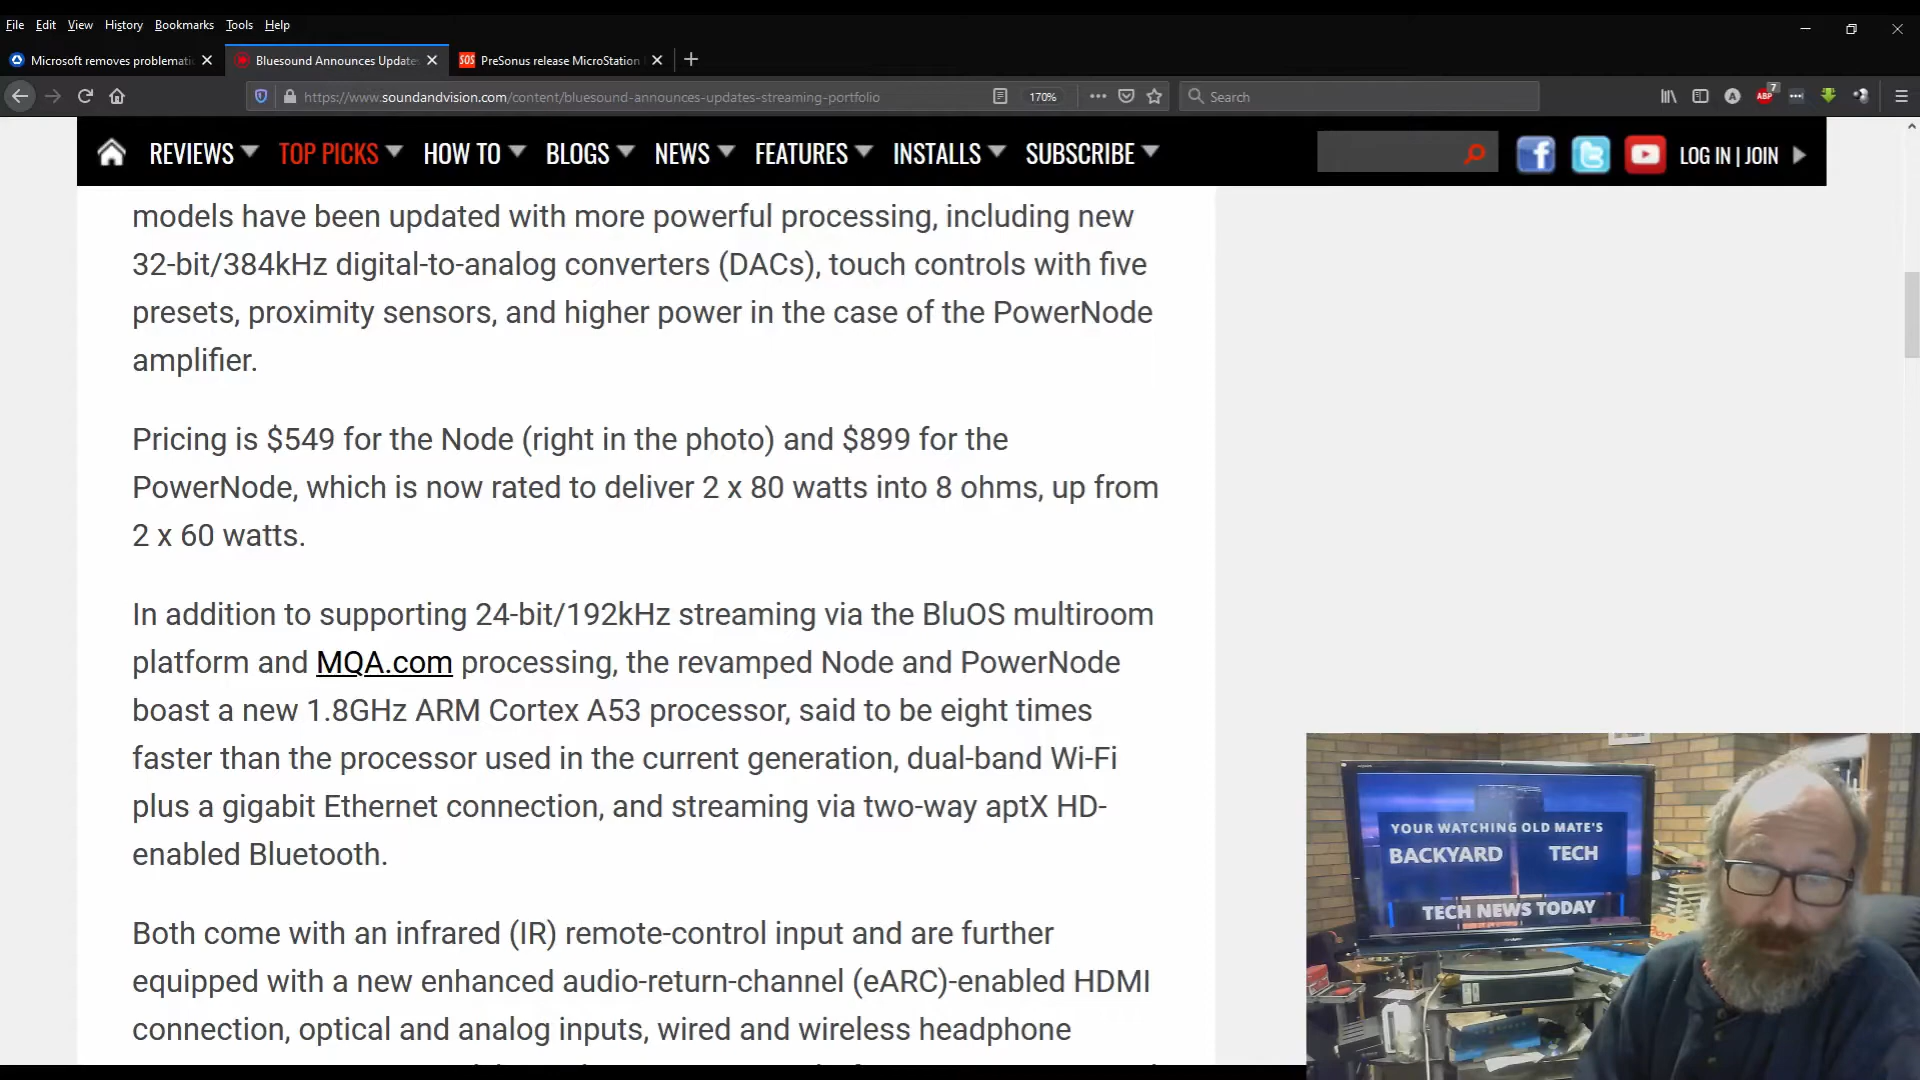 File Edit View History Bookmarks Tools Help
Microsoft removes problemati
Bluesound Announces Update
SOS PreSonus release MicroStation
https://www.soundandvision.com/content/bluesound-announces-updates-streaming-portfolio
170%
Search
ABP 7
REVIEWS TOP PICKS HOW TO BLOGS NEWS FEATURES INSTALLS SUBSCRIBE LOG IN | JOIN
models have been updated with more powerful processing, including new
32-bit/384kHz digital-to-analog converters (DACs), touch controls with five
presets, proximity sensors, and higher power in the case of the PowerNode
amplifier.
Pricing is $549 for the Node (right in the photo) and $899 for the
PowerNode, which is now rated to deliver 2 x 80 watts into 8 ohms, up from
2 x 60 watts.
In addition to supporting 24-bit/192kHz streaming via the BluOS multiroom
platform and MQA.com processing, the revamped Node and PowerNode
boast a new 1.8GHz ARM Cortex A53 processor, said to be eight times
faster than the processor used in the current generation, dual-band Wi-Fi
plus a gigabit Ethernet connection, and streaming via two-way aptX HD-
enabled Bluetooth.
Both come with an infrared (IR) remote-control input and are further
equipped with a new enhanced audio-return-channel (eARC)-enabled HDMI
connection, optical and analog inputs, wired and wireless headphone
YOUR WATCHING OLD MATE'S
BACKYARD TECH
TECH NEWS TODAY